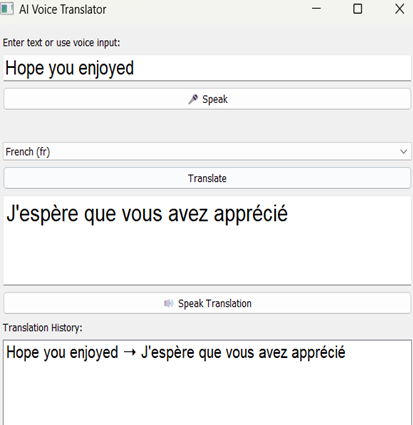 AI Voice Translator
Enter text or use voice input:
Hope you enjoyed
🎤 Speak
French (fr)
Translate
J'espère que vous avez apprécié
🔊 Speak Translation
Translation History:
Hope you enjoyed → J'espère que vous avez apprécié